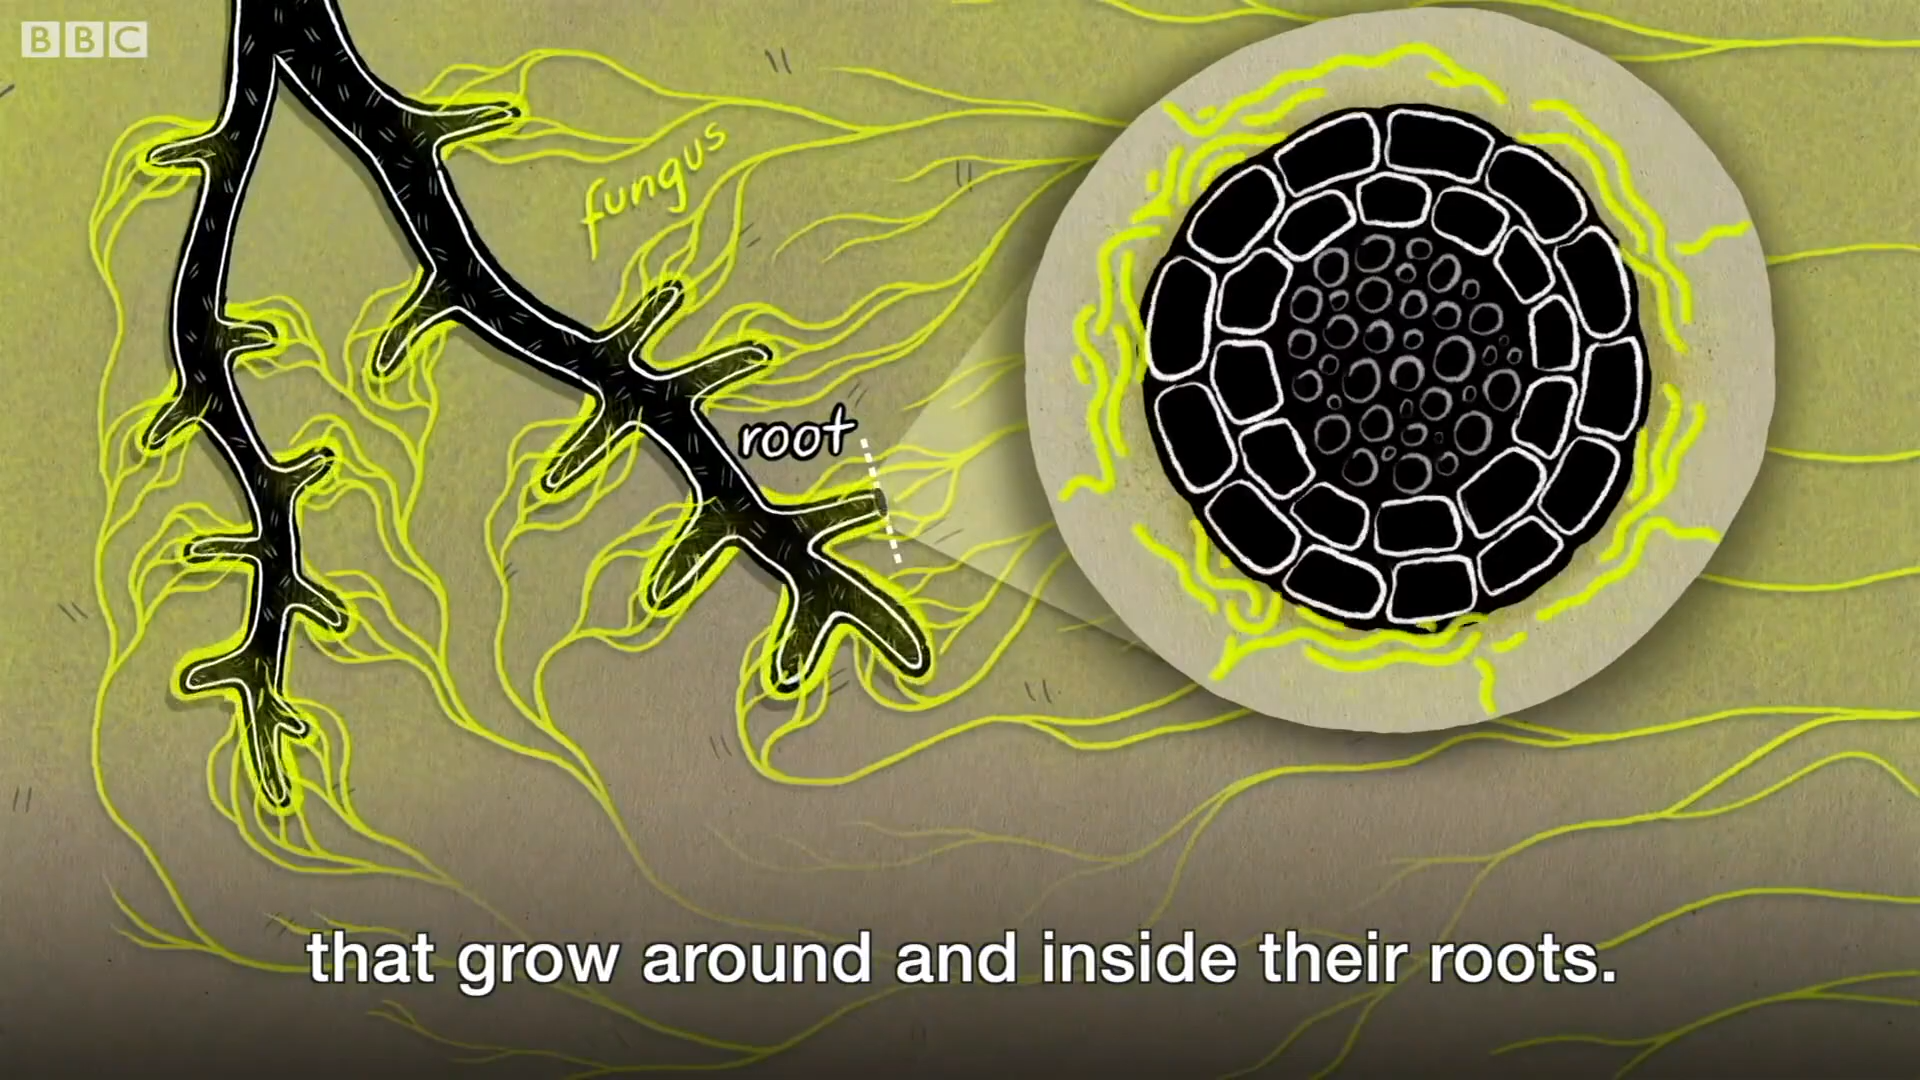 BBC
fungus
root
that grow around and inside their roots.